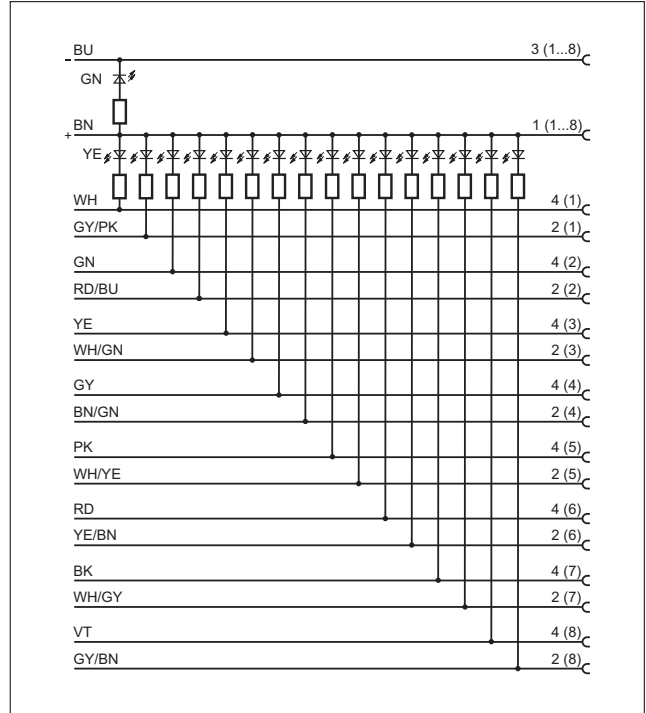 BU 3 (1...8)
-
GN
BN 1 (1...8)
+
YE
WH 4 (1)
GY/PK 2 (1)
GN 4 (2)
RD/BU 2 (2)
YE 4 (3)
WH/GN 2 (3)
GY 4 (4)
BN/GN 2 (4)
PK 4 (5)
WH/YE 2 (5)
RD 4 (6)
YE/BN 2 (6)
BK 4 (7)
WH/GY 2 (7)
VT 4 (8)
GY/BN 2 (8)